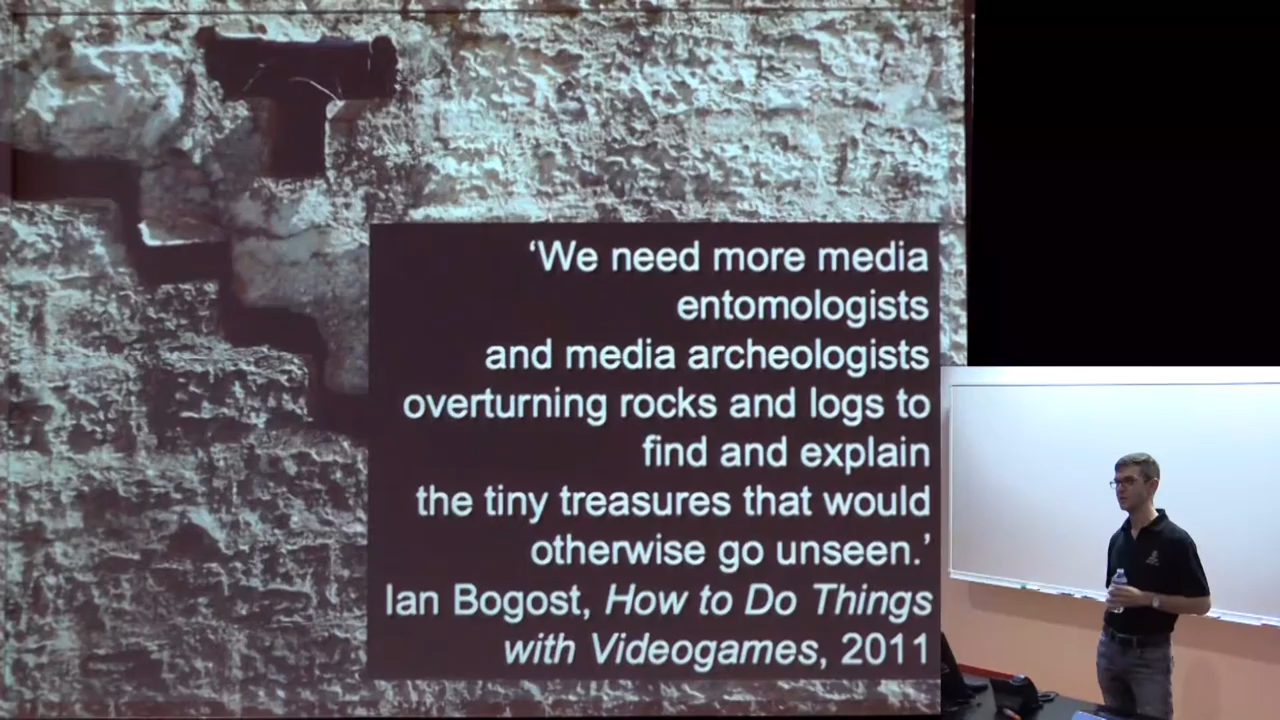 ‘We need more media
entomologists
and media archeologists
overturning rocks and logs to
find and explain
the tiny treasures that would
otherwise go unseen.’
Ian Bogost, How to Do Things
with Videogames, 2011